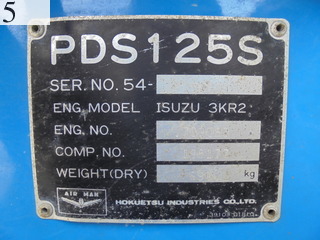 5
PDS125S
SER. NO. 54-
ENG. MODEL ISUZU 3KR2
ENG. NO.
COMP. NO.
WEIGHT(DRY) kg
AIR MAN
HOKUETSU INDUSTRIES CO., LTD.